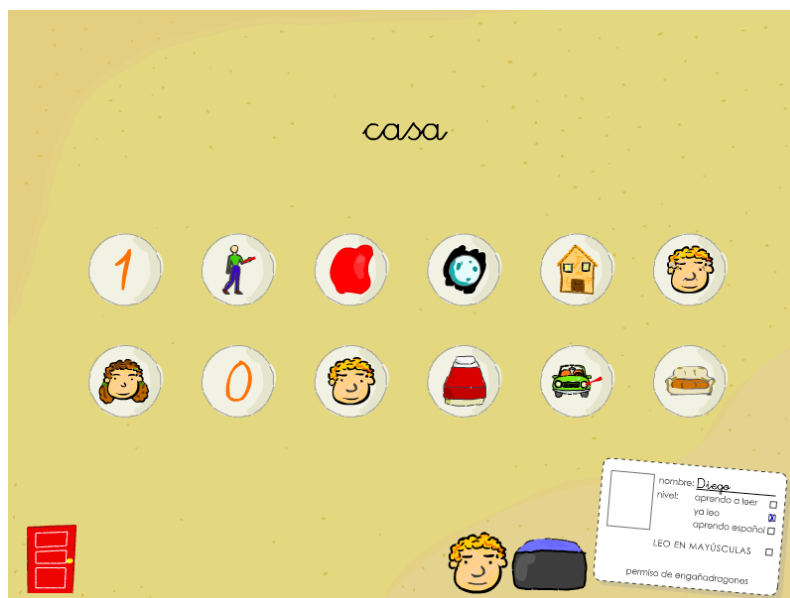 casa
1
0
nombre: Diego
nivel: aprendo a leer
ya leo
aprendo español
LEO EN MAYÚSCULAS
permiso de engañadragones